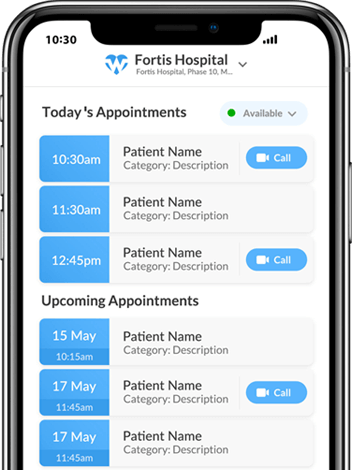 10:30
Fortis Hospital
Fortis Hospital, Phase 10, M...
Today's Appointments
Available
10:30am
Patient Name
Category: Description
Call
11:30am
Patient Name
Category: Description
12:45pm
Patient Name
Category: Description
Call
Upcoming Appointments
15 May
10:15am
Patient Name
Category: Description
17 May
11:45am
Patient Name
Category: Description
Call
17 May
11:45am
Patient Name
Category: Description